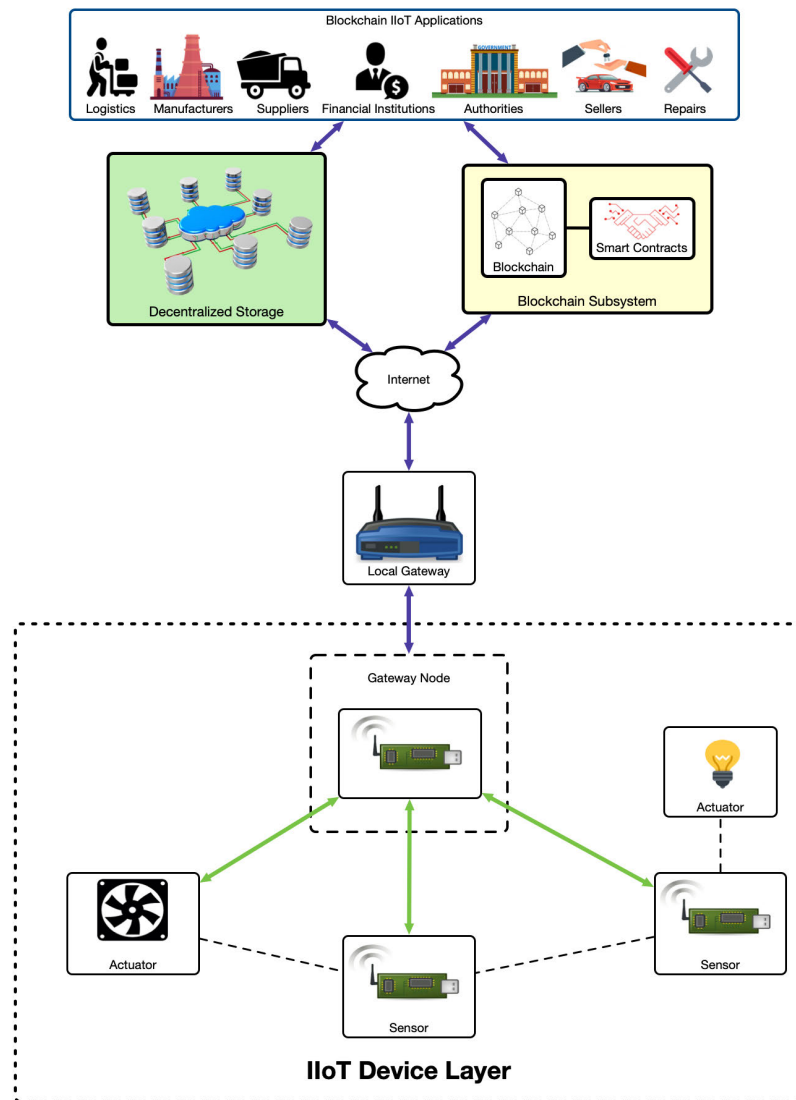 Blockchain IIoT Applications
GOVERNMENT
Logistics
Manufacturers
Suppliers
Financial Institutions
Authorities
Sellers
Repairs
Blockchain
Smart Contracts
Decentralized Storage
Blockchain Subsystem
Internet
Local Gateway
Gateway Node
Actuator
Actuator
Sensor
Sensor
IIoT Device Layer